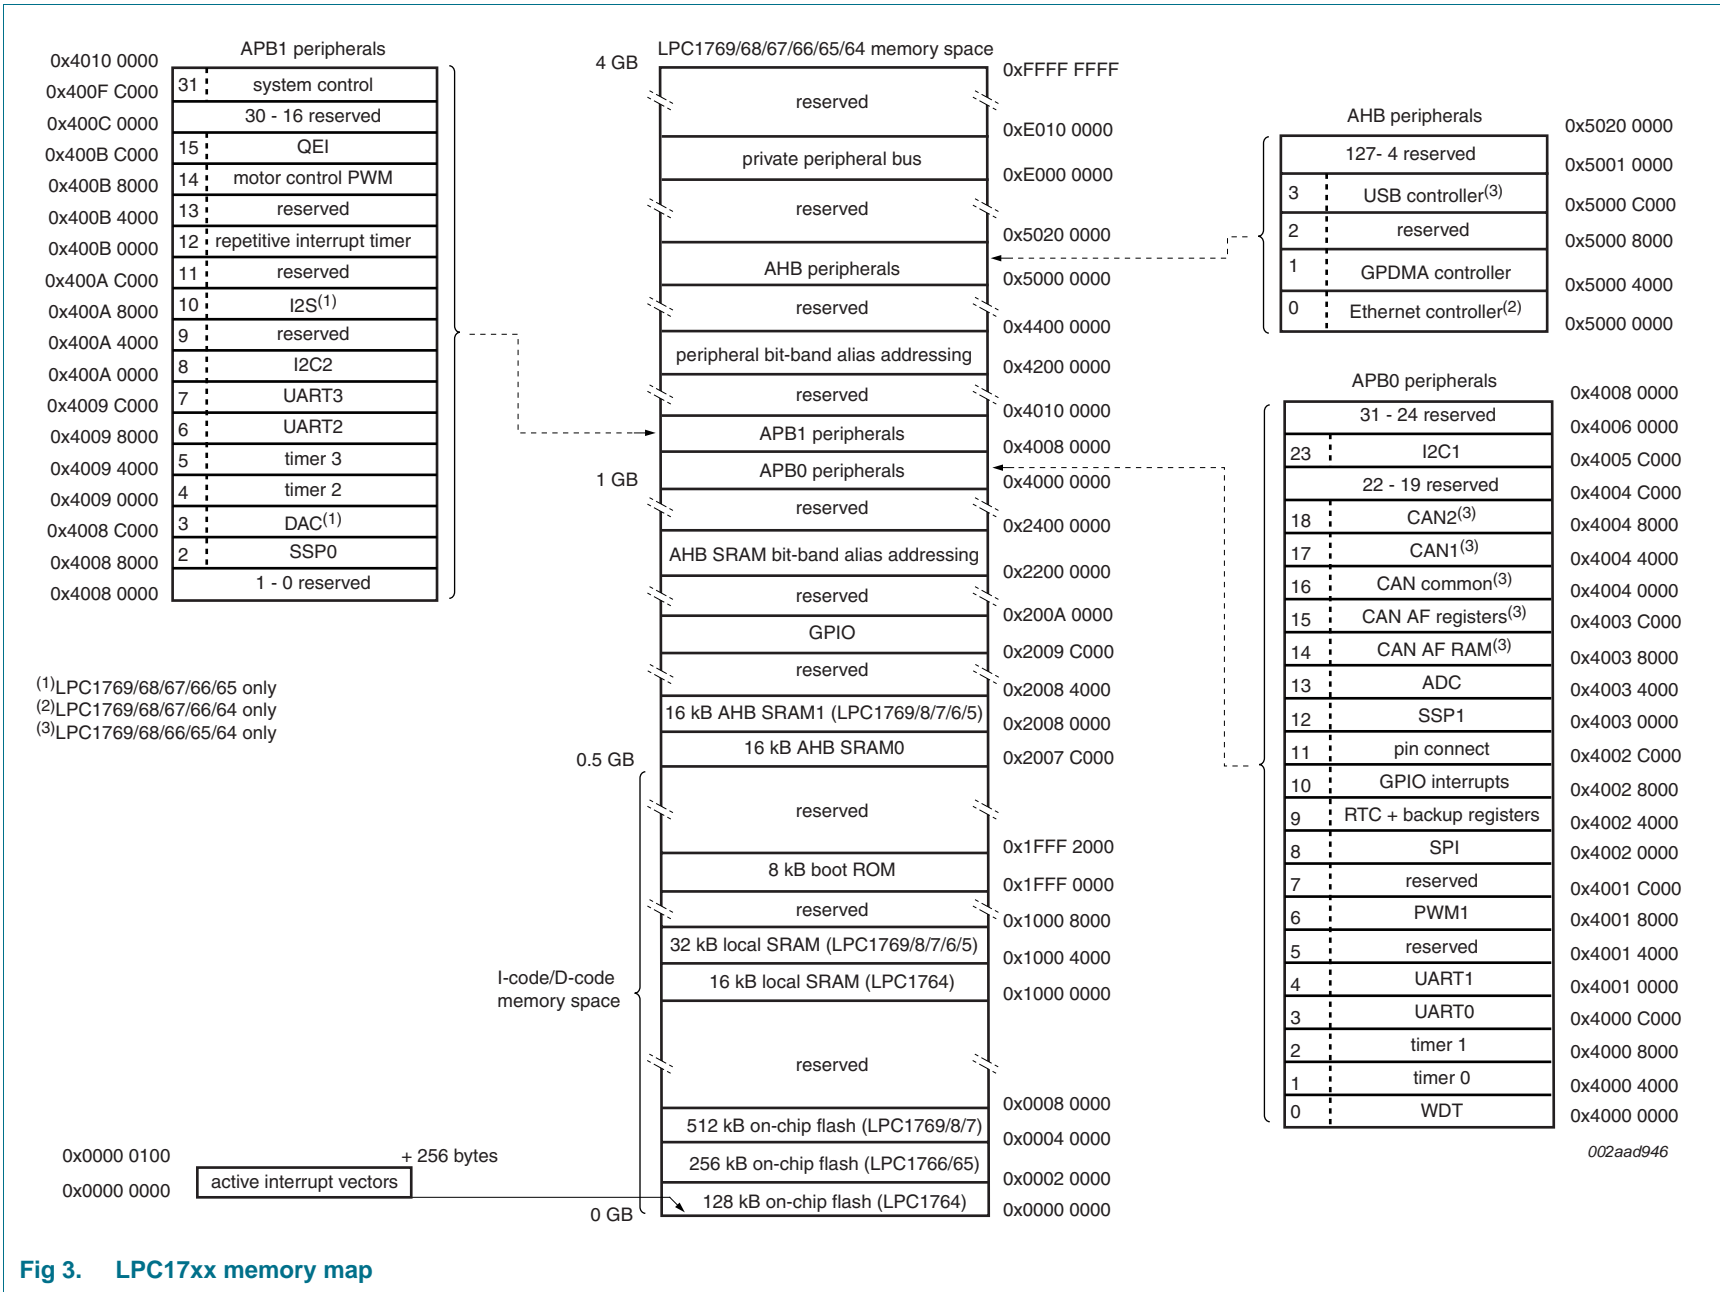 APB1 peripherals
0x4010 0000
31 system control
0x400F C000
30 - 16 reserved
0x400C 0000
15 QEI
0x400B C000
14 motor control PWM
0x400B 8000
13 reserved
0x400B 4000
12 repetitive interrupt timer
0x400B 0000
11 reserved
0x400A C000
10 I2S(1)
0x400A 8000
9 reserved
0x400A 4000
8 I2C2
0x400A 0000
7 UART3
0x4009 C000
6 UART2
0x4009 8000
5 timer 3
0x4009 4000
4 timer 2
0x4009 0000
3 DAC(1)
0x4008 C000
2 SSP0
0x4008 8000
1 - 0 reserved
0x4008 0000
(1)LPC1769/68/67/66/65 only
(2)LPC1769/68/67/66/64 only
(3)LPC1769/68/66/65/64 only
0x0000 0100
+ 256 bytes
active interrupt vectors
0x0000 0000
LPC1769/68/67/66/65/64 memory space
4 GB
0xFFFF FFFF
reserved
0xE010 0000
private peripheral bus
0xE000 0000
reserved
0x5020 0000
AHB peripherals
0x5000 0000
reserved
0x4400 0000
peripheral bit-band alias addressing
0x4200 0000
reserved
0x4010 0000
APB1 peripherals
0x4008 0000
APB0 peripherals
1 GB
0x4000 0000
reserved
0x2400 0000
AHB SRAM bit-band alias addressing
0x2200 0000
reserved
0x200A 0000
GPIO
0x2009 C000
reserved
0x2008 4000
16 kB AHB SRAM1 (LPC1769/8/7/6/5)
0x2008 0000
16 kB AHB SRAM0
0.5 GB
0x2007 C000
reserved
0x1FFF 2000
8 kB boot ROM
0x1FFF 0000
reserved
0x1000 8000
32 kB local SRAM (LPC1769/8/7/6/5)
0x1000 4000
I-code/D-code
memory space
16 kB local SRAM (LPC1764)
0x1000 0000
reserved
0x0008 0000
512 kB on-chip flash (LPC1769/8/7)
0x0004 0000
256 kB on-chip flash (LPC1766/65)
0x0002 0000
128 kB on-chip flash (LPC1764)
0 GB
0x0000 0000
AHB peripherals
0x5020 0000
127- 4 reserved
0x5001 0000
3 USB controller(3)
0x5000 C000
2 reserved
0x5000 8000
1 GPDMA controller
0x5000 4000
0 Ethernet controller(2)
0x5000 0000
APB0 peripherals
0x4008 0000
31 - 24 reserved
0x4006 0000
23 I2C1
0x4005 C000
22 - 19 reserved
0x4004 C000
18 CAN2(3)
0x4004 8000
17 CAN1(3)
0x4004 4000
16 CAN common(3)
0x4004 0000
15 CAN AF registers(3)
0x4003 C000
14 CAN AF RAM(3)
0x4003 8000
13 ADC
0x4003 4000
12 SSP1
0x4003 0000
11 pin connect
0x4002 C000
10 GPIO interrupts
0x4002 8000
9 RTC + backup registers
0x4002 4000
8 SPI
0x4002 0000
7 reserved
0x4001 C000
6 PWM1
0x4001 8000
5 reserved
0x4001 4000
4 UART1
0x4001 0000
3 UART0
0x4000 C000
2 timer 1
0x4000 8000
1 timer 0
0x4000 4000
0 WDT
0x4000 0000
002aad946
Fig 3. LPC17xx memory map